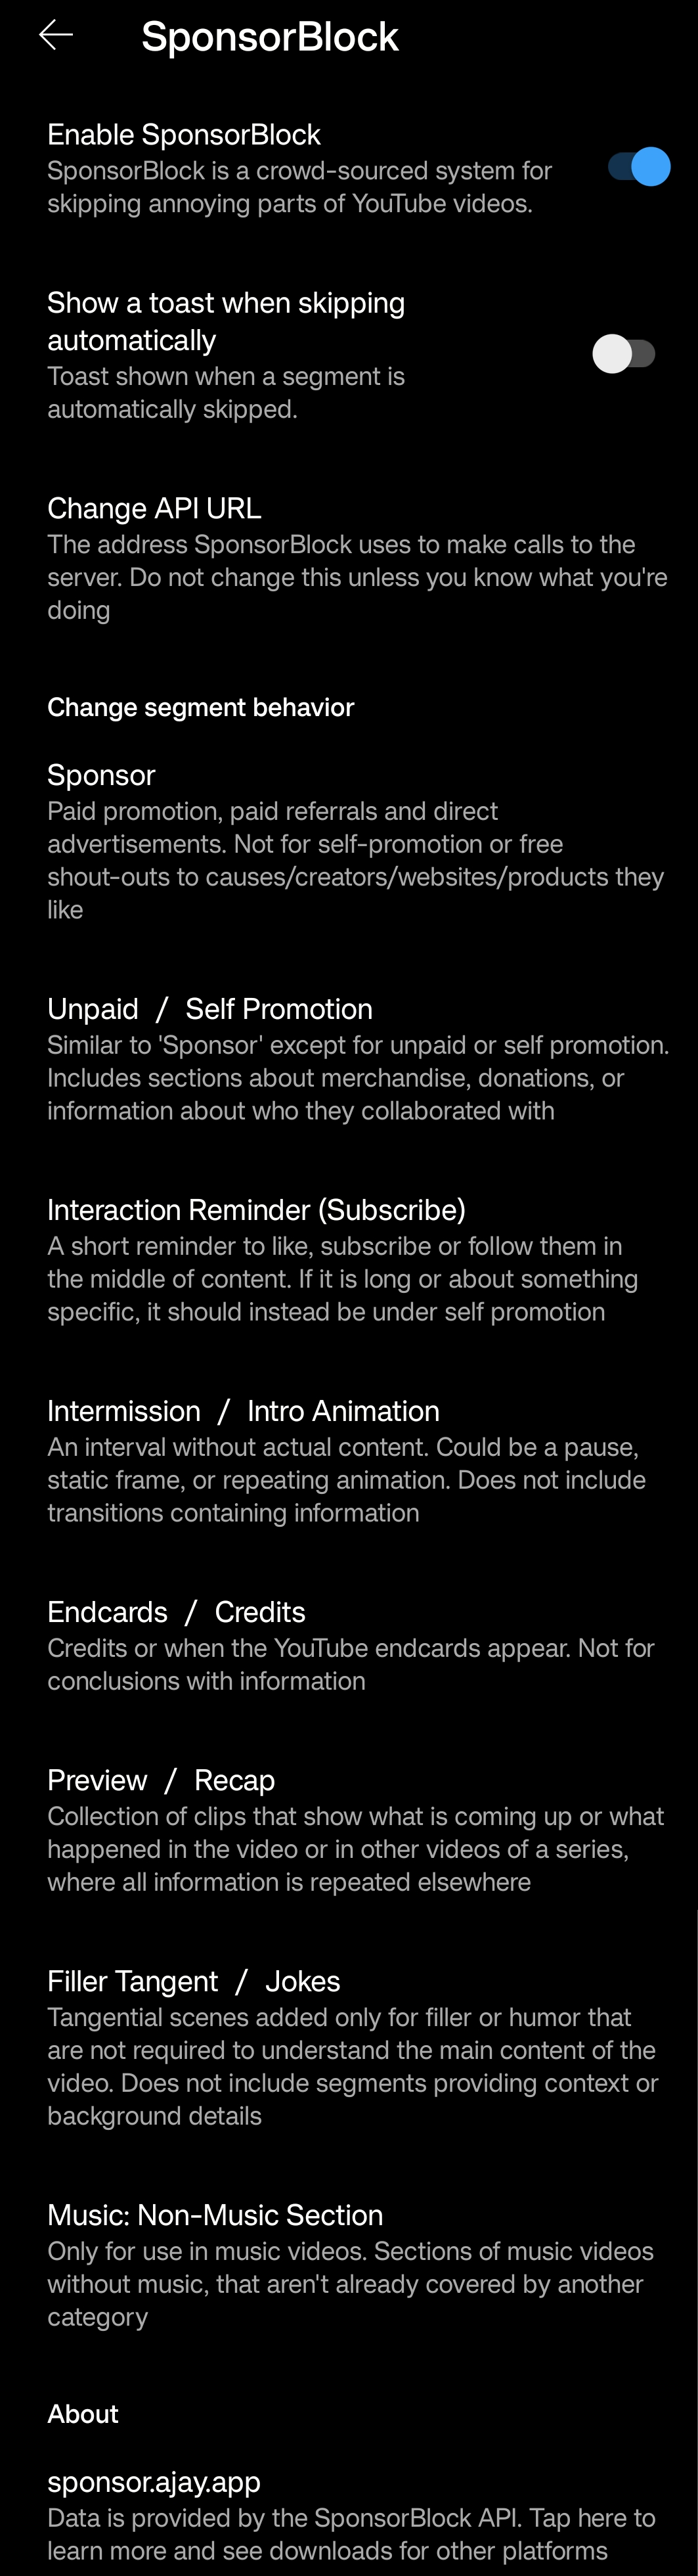 SponsorBlock
Enable SponsorBlock
SponsorBlock is a crowd-sourced system for
skipping annoying parts of YouTube videos.
Show a toast when skipping
automatically
Toast shown when a segment is
automatically skipped.
Change API URL
The address SponsorBlock uses to make calls to the
server. Do not change this unless you know what you're
doing
Change segment behavior
Sponsor
Paid promotion, paid referrals and direct
advertisements. Not for self-promotion or free
shout-outs to causes/creators/websites/products they
like
Unpaid / Self Promotion
Similar to 'Sponsor' except for unpaid or self promotion.
Includes sections about merchandise, donations, or
information about who they collaborated with
Interaction Reminder (Subscribe)
A short reminder to like, subscribe or follow them in
the middle of content. If it is long or about something
specific, it should instead be under self promotion
Intermission / Intro Animation
An interval without actual content. Could be a pause,
static frame, or repeating animation. Does not include
transitions containing information
Endcards / Credits
Credits or when the YouTube endcards appear. Not for
conclusions with information
Preview / Recap
Collection of clips that show what is coming up or what
happened in the video or in other videos of a series,
where all information is repeated elsewhere
Filler Tangent / Jokes
Tangential scenes added only for filler or humor that
are not required to understand the main content of the
video. Does not include segments providing context or
background details
Music: Non-Music Section
Only for use in music videos. Sections of music videos
without music, that aren't already covered by another
category
About
sponsor.ajay.app
Data is provided by the SponsorBlock API. Tap here to
learn more and see downloads for other platforms